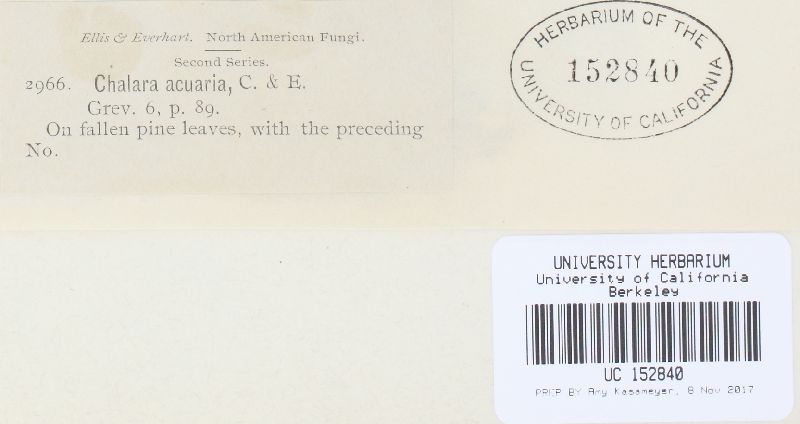 Ellis & Everhart. North American Fungi.
Second Series.
2966. Chalara acuaria, C. & E.
Grev. 6, p. 89.
On fallen pine leaves, with the preceding
No.
HERBARIUM OF THE
152840
UNIVERSITY OF CALIFORNIA
UNIVERSITY HERBARIUM
University of California
Berkeley
UC 152840
PREP BY Amy Kasameyer, 8 Nov 2017